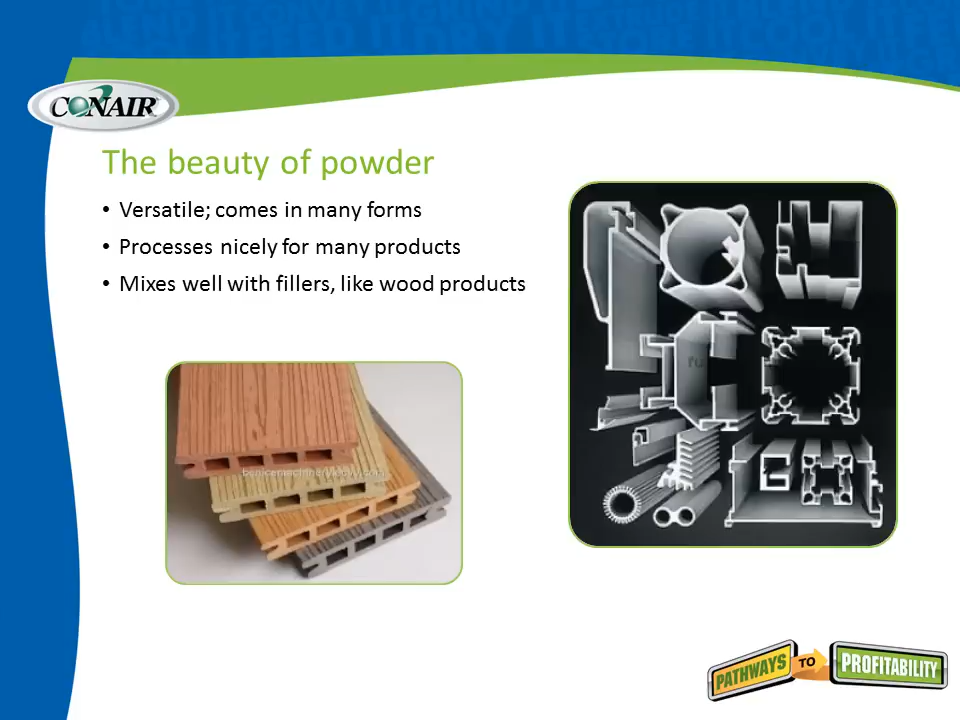 CONAIR
The beauty of powder
• Versatile; comes in many forms
• Processes nicely for many products
• Mixes well with fillers, like wood products
PATHWAYS TO PROFITABILITY